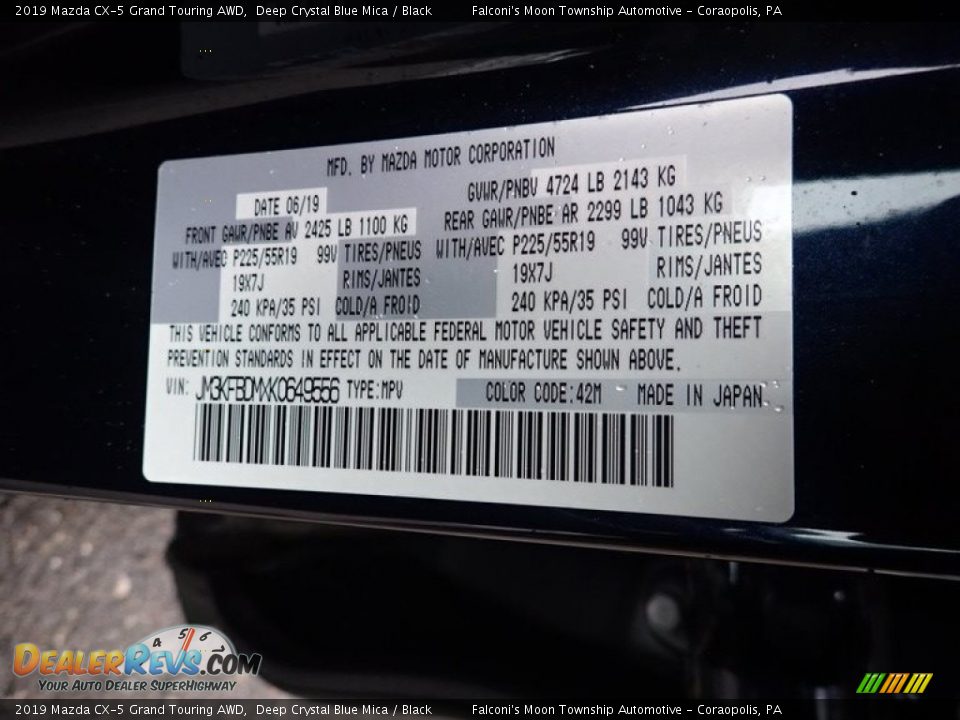 2019 Mazda CX-5 Grand Touring AWD, Deep Crystal Blue Mica / Black Falconi's Moon Township Automotive - Coraopolis, PA
MFD. BY MAZDA MOTOR CORPORATION
DATE 06/19 GVWR/PNBV 4724 LB 2143 KG
FRONT GAWR/PNBE AV 2425 LB 1100 KG REAR GAWR/PNBE AR 2299 LB 1043 KG
WITH/AVEC P225/55R19 99V TIRES/PNEUS WITH/AVEC P225/55R19 99V TIRES/PNEUS
19X7J RIMS/JANTES 19X7J RIMS/JANTES
240 KPA/35 PSI COLD/A FROID 240 KPA/35 PSI COLD/A FROID
THIS VEHICLE CONFORMS TO ALL APPLICABLE FEDERAL MOTOR VEHICLE SAFETY AND THEFT
PREVENTION STANDARDS IN EFFECT ON THE DATE OF MANUFACTURE SHOWN ABOVE.
VIN: JM3KFBDMXK0649556 TYPE:MPV COLOR CODE:42M MADE IN JAPAN
4 5 6
DEALERREVS.COM
YOUR AUTO DEALER SUPERHIGHWAY
2019 Mazda CX-5 Grand Touring AWD, Deep Crystal Blue Mica / Black Falconi's Moon Township Automotive - Coraopolis, PA